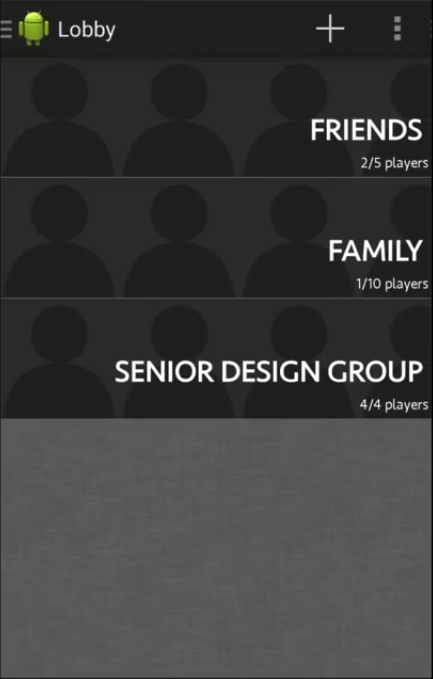 Lobby
FRIENDS
2/5 players
FAMILY
1/10 players
SENIOR DESIGN GROUP
4/4 players